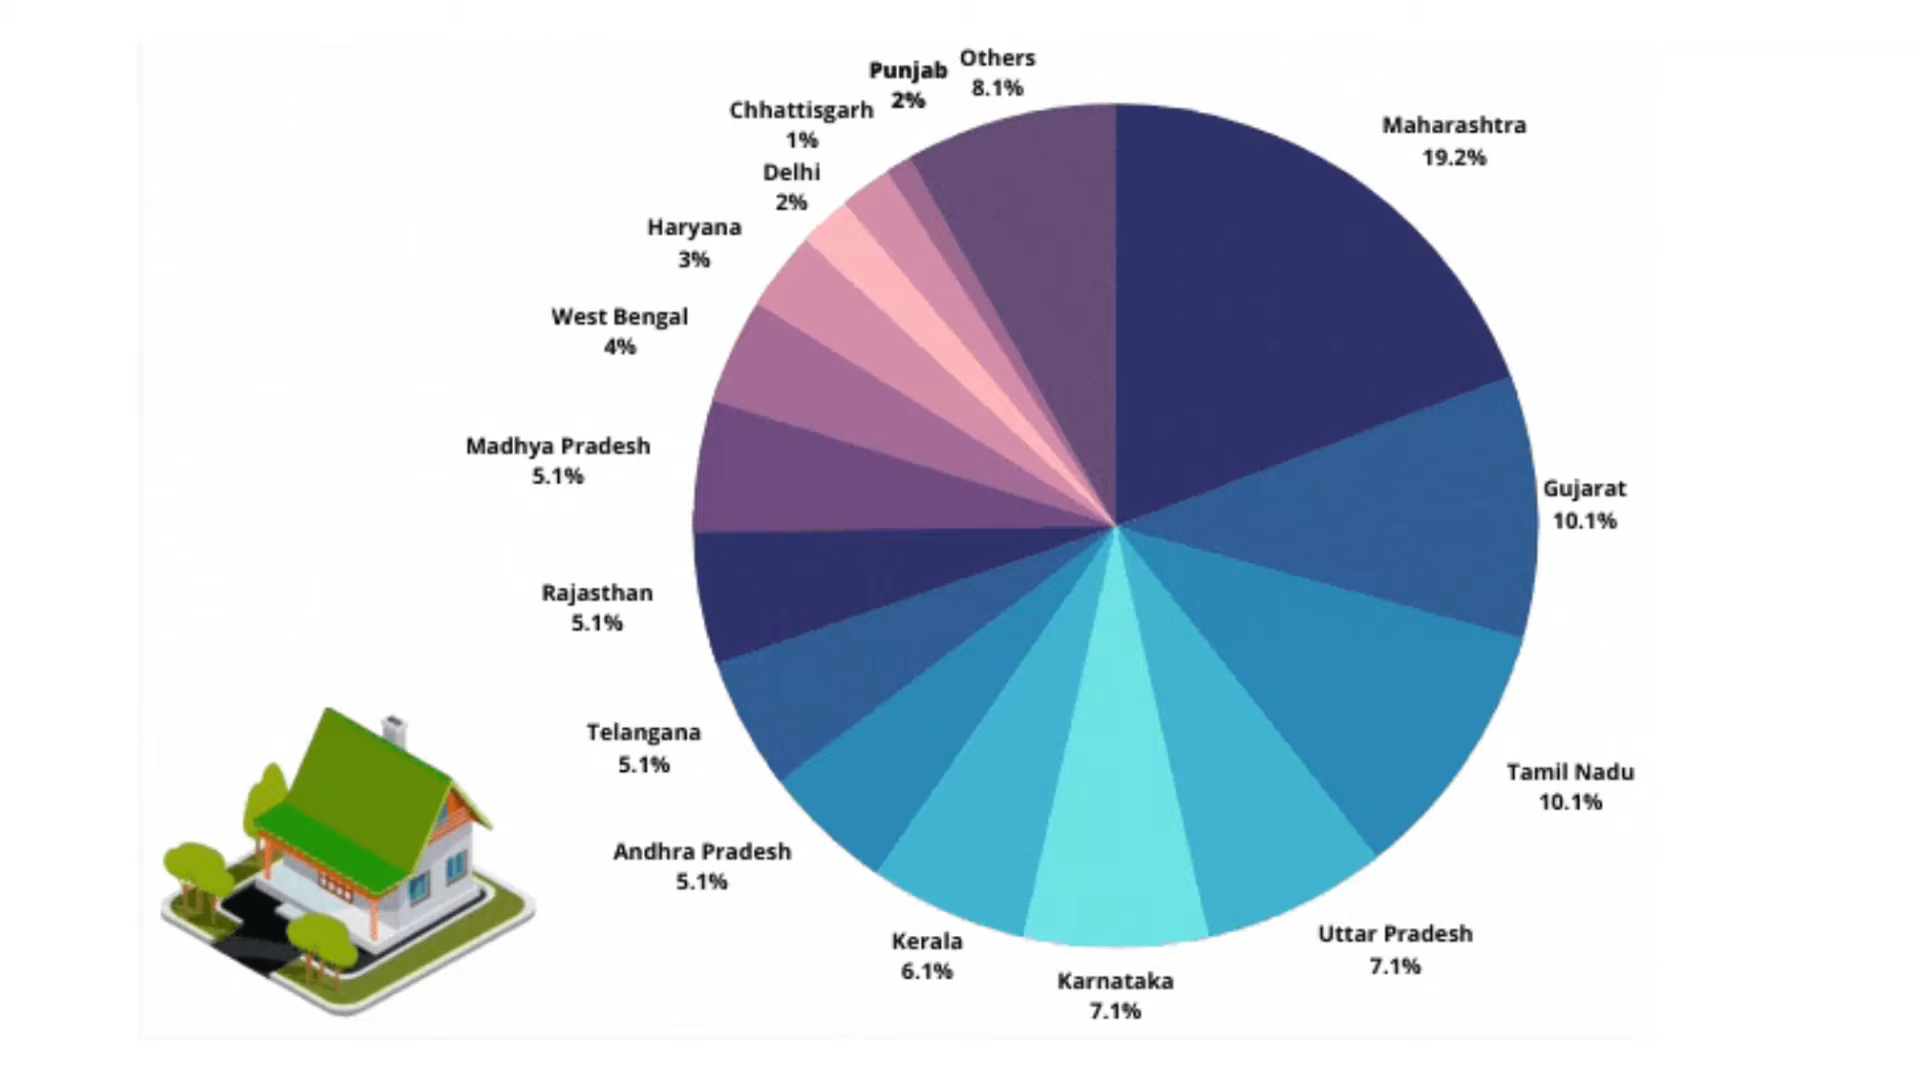 Punjab
2%
Others
8.1%
Chhattisgarh
1%
Maharashtra
19.2%
Delhi
2%
Haryana
3%
West Bengal
4%
Madhya Pradesh
5.1%
Gujarat
10.1%
Rajasthan
5.1%
Telangana
5.1%
Tamil Nadu
10.1%
Andhra Pradesh
5.1%
Uttar Pradesh
7.1%
Kerala
6.1%
Karnataka
7.1%